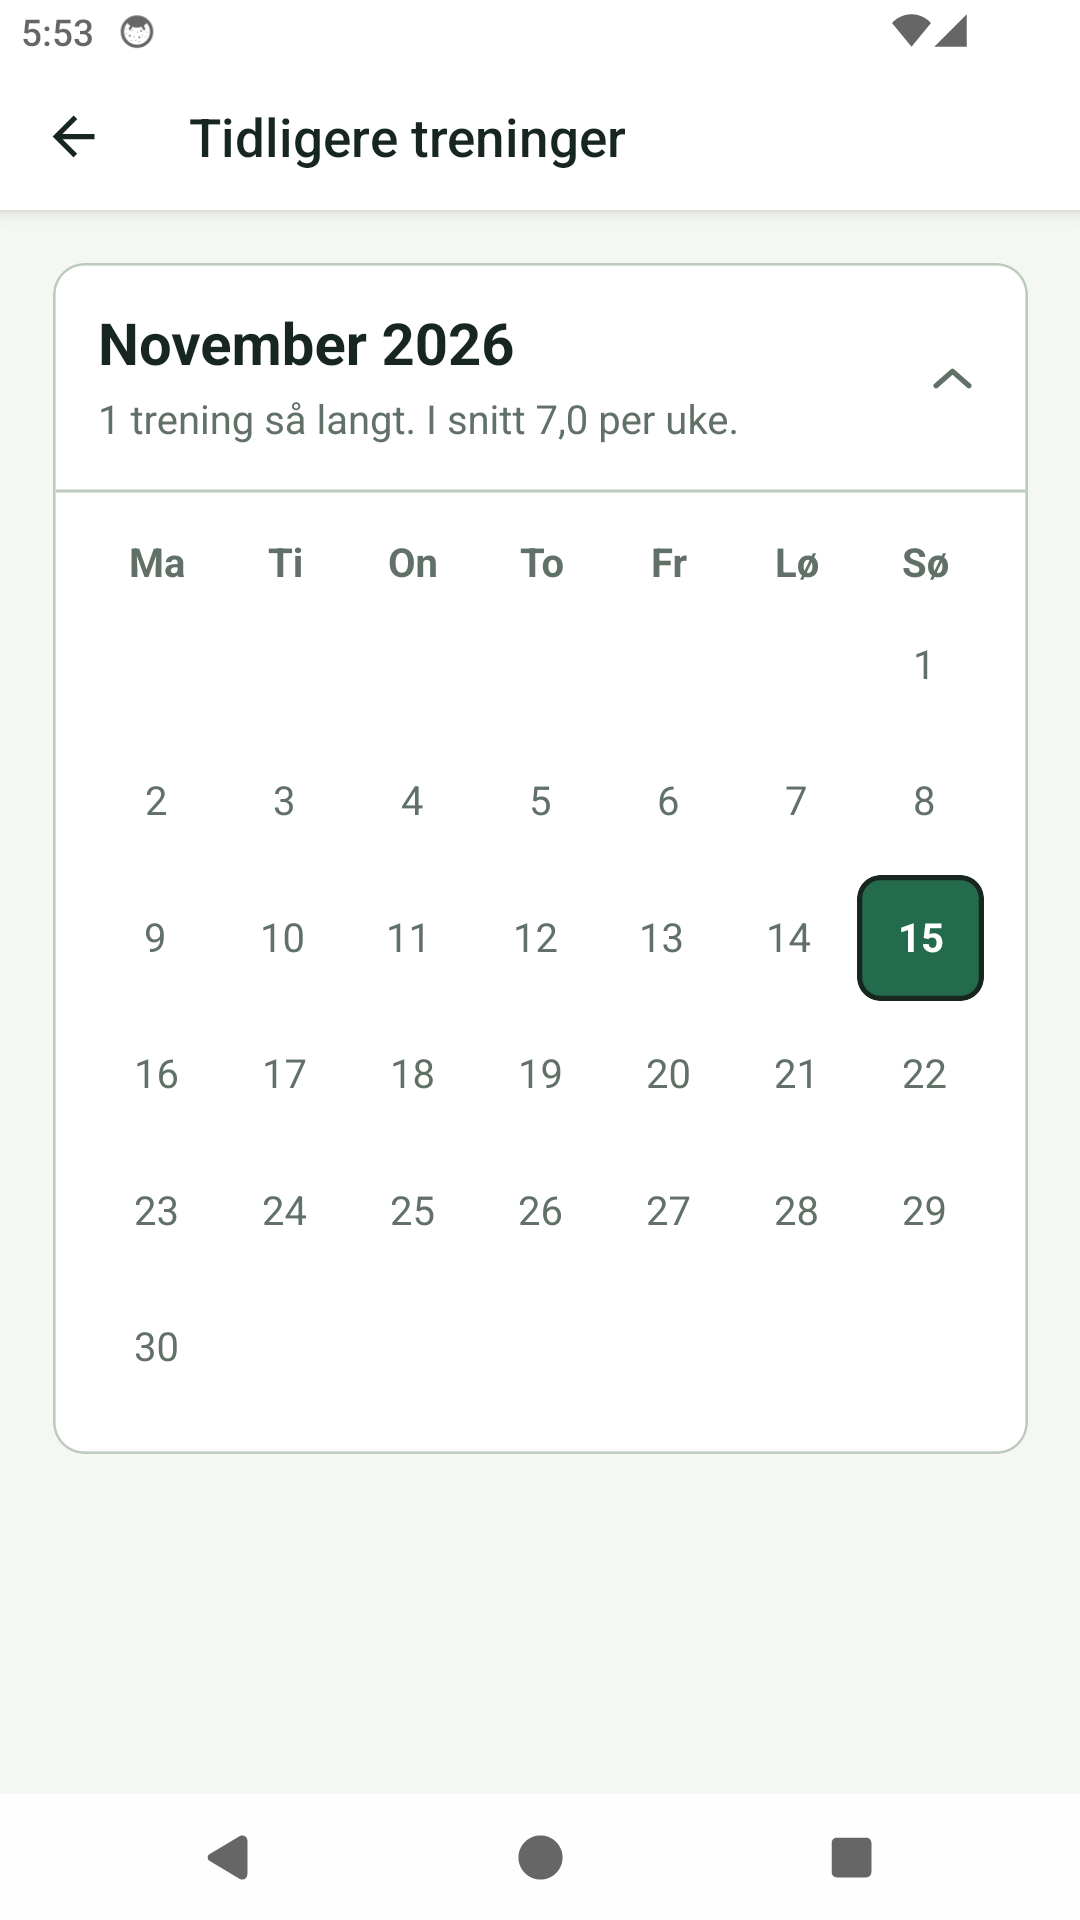 5:53
Tidligere treninger
November 2026
1 trening så langt. I snitt 7,0 per uke.
Ma Ti On To Fr Lø Sø
1
2 3 4 5 6 7 8
9 10 11 12 13 14 15
16 17 18 19 20 21 22
23 24 25 26 27 28 29
30